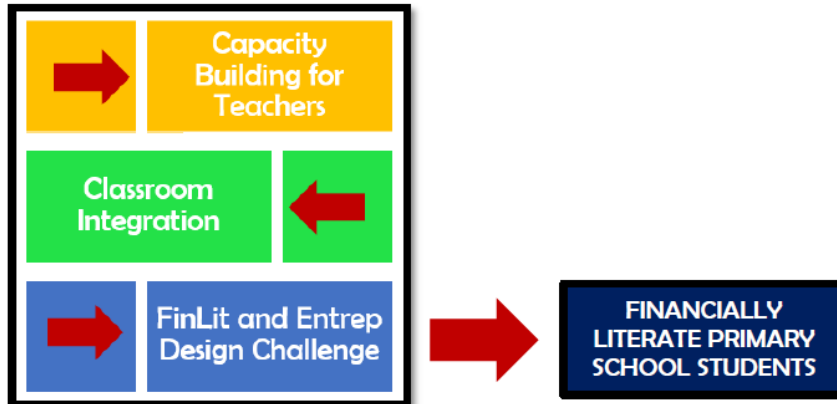 Capacity
Building for
Teachers
Classroom
Integration
FinLit and Entrep
Design Challenge
FINANCIALLY
LITERATE PRIMARY
SCHOOL STUDENTS